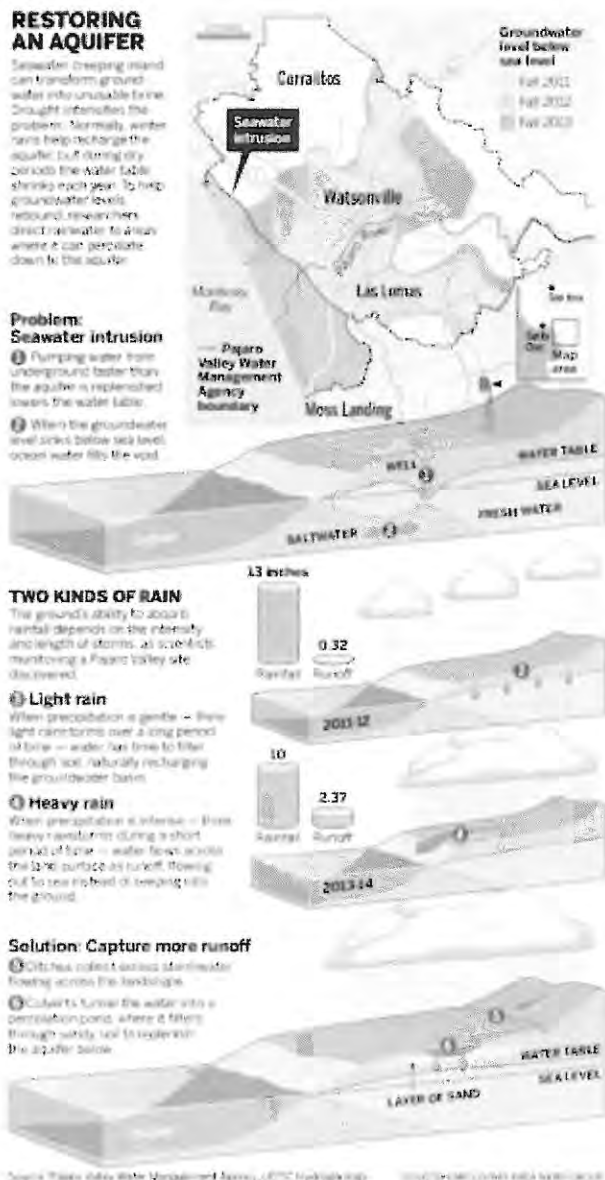 RESTORING
AN AQUIFER
Seawater creeping inland
can transform ground
water into unusable brine.
Drought intensifies the
problem. Normally, winter
rains help recharge the
aquifer, but during dry
periods the water table
shrinks each year. To help
groundwater levels
rebound, researchers
direct rainwater to areas
where it can percolate
down to the aquifer.
Groundwater
level below
sea level
Fall 2011
Fall 2012
Fall 2013
Corralitos
Seawater
intrusion
Watsonville
Las Lomas
Monterey
Bay
Pajaro
Valley Water
Management
Agency
boundary
Moss Landing
Map
area
Problem:
Seawater intrusion
1 Pumping water from
underground faster than
the aquifer is replenished
lowers the water table.
2 When the groundwater
level sinks below sea level,
ocean water fills the void.
WELL
WATER TABLE
SEA LEVEL
FRESH WATER
SALTWATER
TWO KINDS OF RAIN
The ground's ability to absorb
rainfall depends on the intensity
and length of storms, as scientists
monitoring a Pajaro Valley site
discovered.
13 inches
Rainfall
0.32
Runoff
2011-12
3 Light rain
When precipitation is gentle — think
light rainstorms over a long period
of time — water has time to filter
through soil, naturally recharging
the groundwater basin.
10
Rainfall
2.37
Runoff
2013-14
4 Heavy rain
When precipitation is intense — think
heavy rainstorms during a short
period of time — water flows across
the land surface as runoff, flowing
out to sea instead of seeping into
the ground.
Solution: Capture more runoff
5 Ditches collect excess stormwater
flowing across the landscape.
6 Culverts funnel the water into a
percolation pond, where it filters
through sandy soil to replenish
the aquifer below.
WATER TABLE
SEA LEVEL
LAYER OF SAND